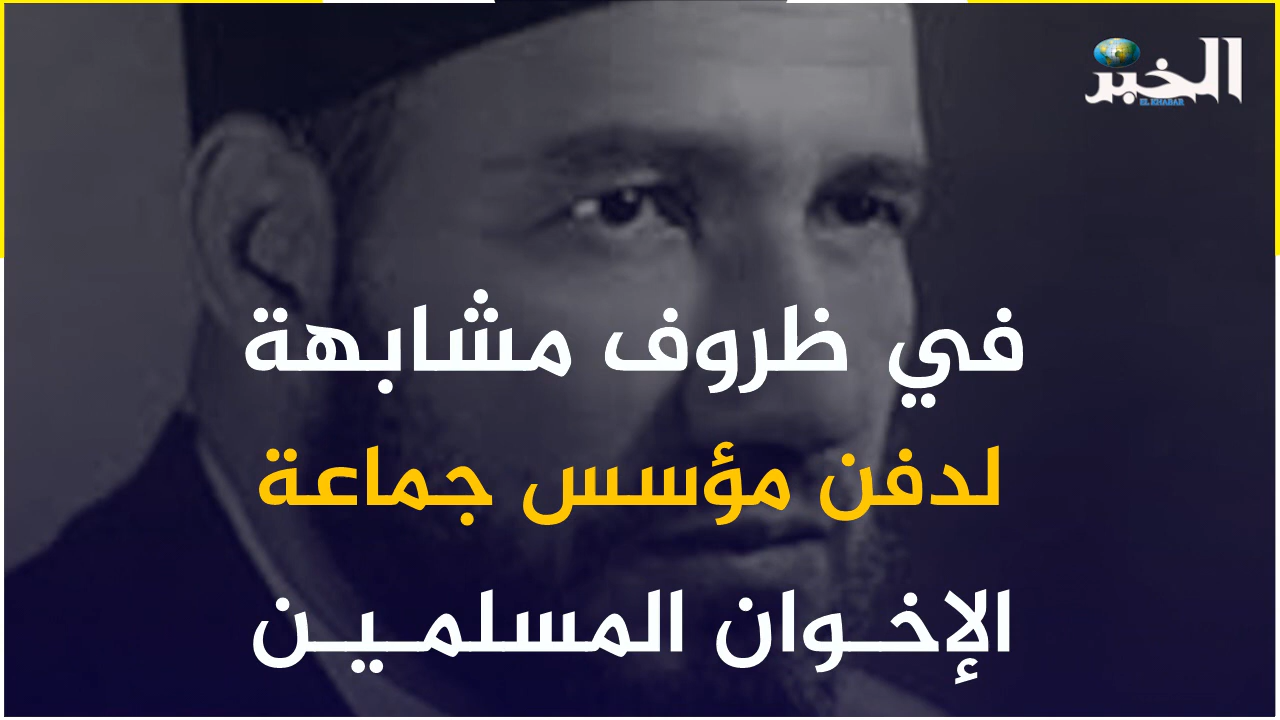 الخبر
EL KHABAR
في ظروف مشابهة
لدفن مؤسس جماعة
الإخـوان المسلمـيـن